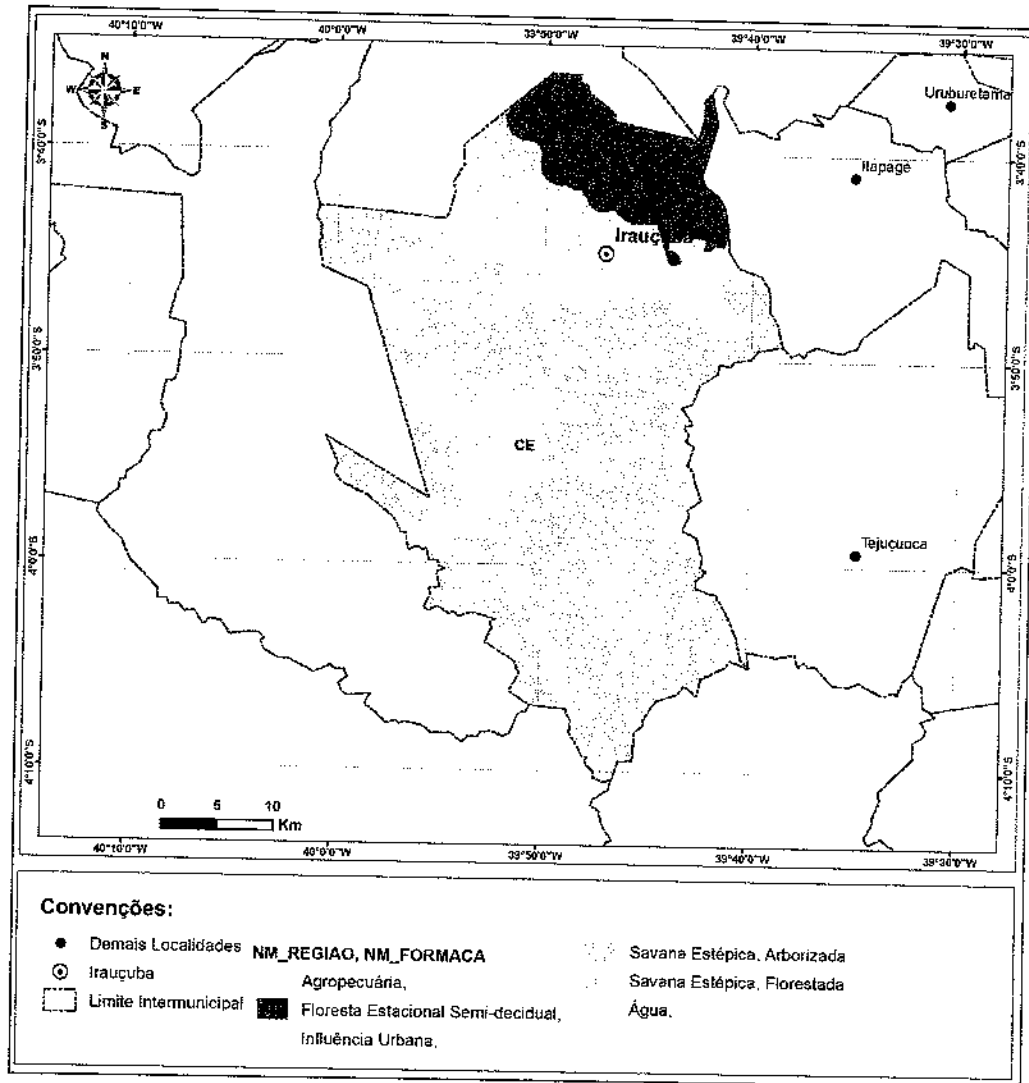 40°10'0"W 40°0'0"W 39°50'0"W 39°40'0"W 39°30'0"W
N
W E
S
Uruburetama
3°40'0"S 3°40'0"S
Itapagé
Irauçuba
3°50'0"S 3°50'0"S
CE
Tejuçuoca
4°0'0"S 4°0'0"S
4°10'0"S 4°10'0"S
0 5 10
Km
40°10'0"W 40°0'0"W 39°50'0"W 39°40'0"W 39°30'0"W
Convenções:
Demais Localidades
Irauçuba
Limite Intermunicipal
NM_REGIAO, NM_FORMACA
Agropecuária,
Floresta Estacional Semi-decidual,
Influência Urbana,
Savana Estépica, Arborizada
Savana Estépica, Florestada
Água,